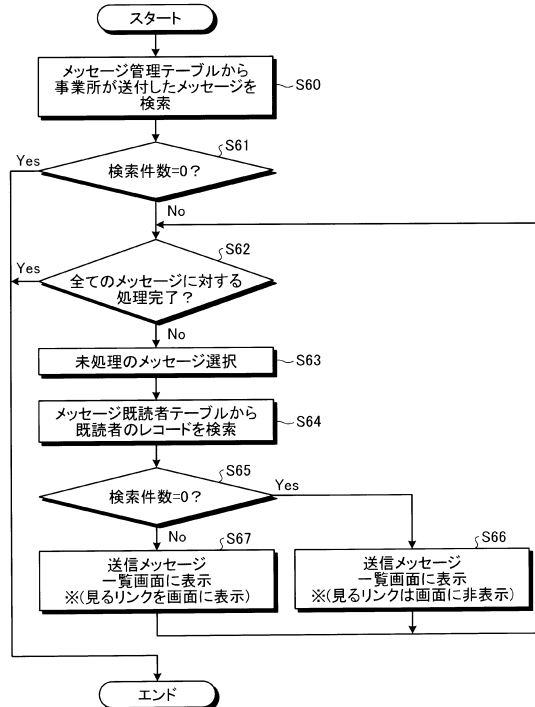 スタート
メッセージ管理テーブルから
事業所が送付したメッセージを
検索
S60
S61
Yes
検索件数=0?
No
S62
Yes
全てのメッセージに対する
処理完了?
No
未処理のメッセージ選択
S63
メッセージ既読者テーブルから
既読者のレコードを検索
S64
S65
Yes
検索件数=0?
No
S67
送信メッセージ
一覧画面に表示
※(見るリンクを画面に表示)
S66
送信メッセージ
一覧画面に表示
※(見るリンクは画面に非表示)
エンド